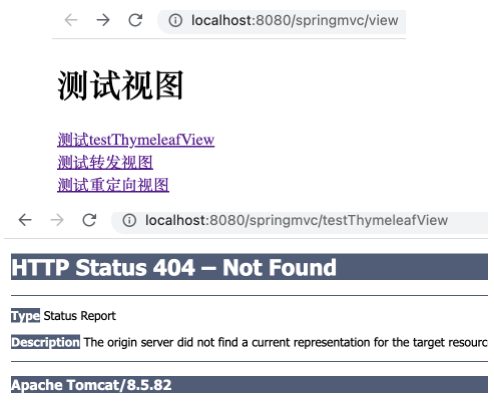 localhost:8080/springmvc/view
测试视图
测试testThymeleafView
测试转发视图
测试重定向视图
localhost:8080/springmvc/testThymeleafView
HTTP Status 404 – Not Found
Type Status Report
Description The origin server did not find a current representation for the target resourc
Apache Tomcat/8.5.82